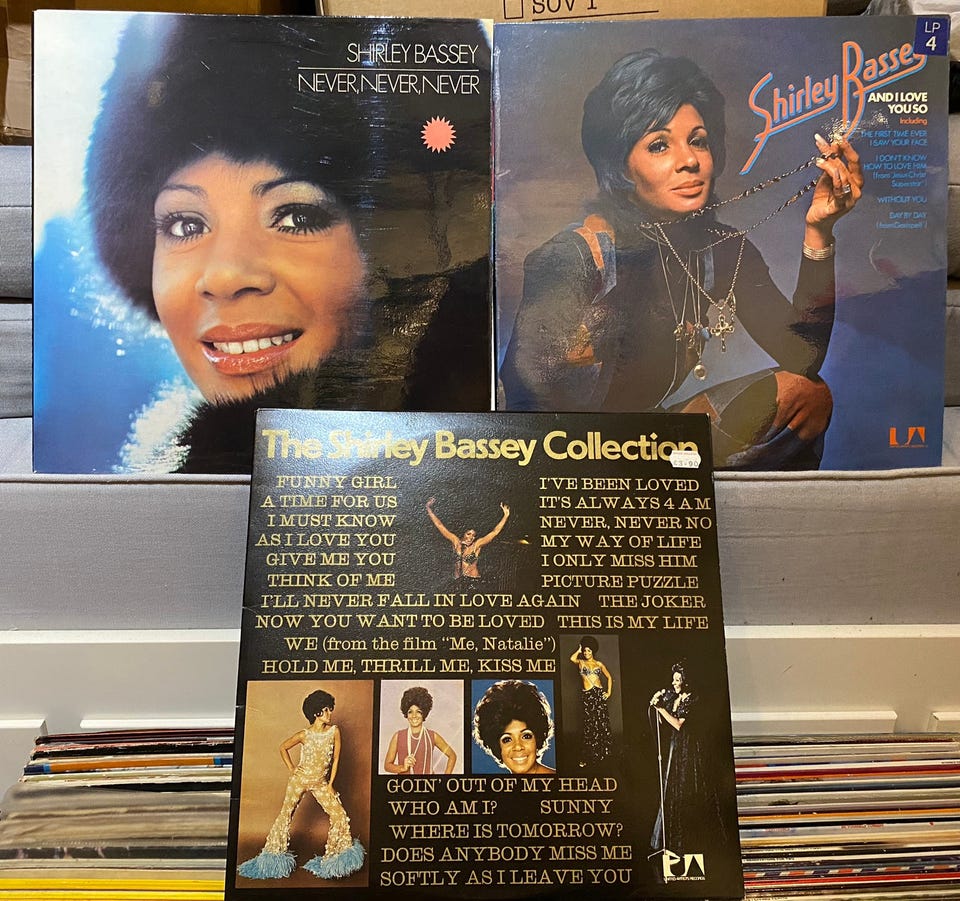 SOV 1
SHIRLEY BASSEY
NEVER, NEVER, NEVER
Shirley Bassey
LP
4
AND I LOVE
YOU SO
Including
THE FIRST TIME EVER
I SAW YOUR FACE
I DON'T KNOW
HOW TO LOVE HIM
(from Jesus Christ
Superstar)
WITHOUT YOU
DAY BY DAY
(from Godspell)
UA
The Shirley Bassey Collection
£3.90
FUNNY GIRL
A TIME FOR US
I MUST KNOW
AS I LOVE YOU
GIVE ME YOU
THINK OF ME
I'VE BEEN LOVED
IT'S ALWAYS 4 AM
NEVER, NEVER NO
MY WAY OF LIFE
I ONLY MISS HIM
PICTURE PUZZLE
I'LL NEVER FALL IN LOVE AGAIN THE JOKER
NOW YOU WANT TO BE LOVED THIS IS MY LIFE
WE (from the film "Me, Natalie")
HOLD ME, THRILL ME, KISS ME
GOIN' OUT OF MY HEAD
WHO AM I? SUNNY
WHERE IS TOMORROW?
DOES ANYBODY MISS ME
SOFTLY AS I LEAVE YOU
UA
UNITED ARTISTS RECORDS